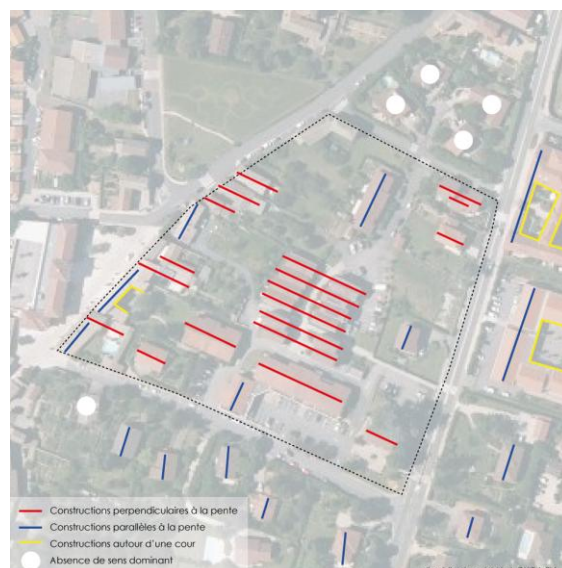 Constructions perpendiculaires à la pente
Constructions parallèles à la pente
Constructions autour d'une cour
Absence de sens dominant